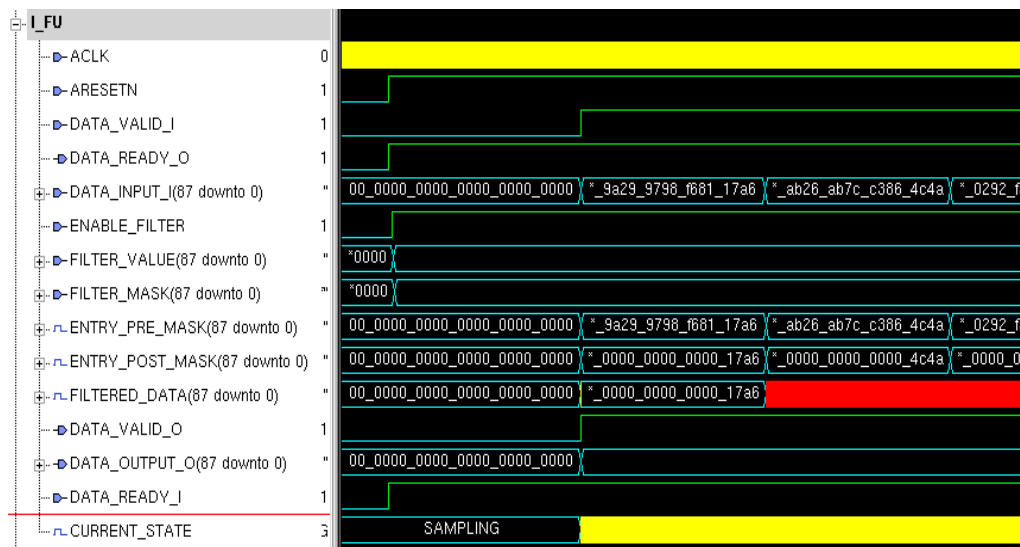 I_FU
ACLK 0
ARESETN 1
DATA_VALID_I 1
DATA_READY_O 1
DATA_INPUT_I(87 downto 0) " 00_0000_0000_0000_0000_0000 *_9a29_9798_f681_17a6 *_ab26_ab7c_c386_4c4a *_0292_f
ENABLE_FILTER 1
FILTER_VALUE(87 downto 0) " *0000
FILTER_MASK(87 downto 0) " *0000
ENTRY_PRE_MASK(87 downto 0) " 00_0000_0000_0000_0000_0000 *_9a29_9798_f681_17a6 *_ab26_ab7c_c386_4c4a *_0292_f
ENTRY_POST_MASK(87 downto 0) " 00_0000_0000_0000_0000_0000 *_0000_0000_0000_17a6 *_0000_0000_0000_4c4a *_0000_0
FILTERED_DATA(87 downto 0) " 00_0000_0000_0000_0000_0000 *_0000_0000_0000_17a6
DATA_VALID_O 1
DATA_OUTPUT_O(87 downto 0) " 00_0000_0000_0000_0000_0000
DATA_READY_I 1
CURRENT_STATE SAMPLING